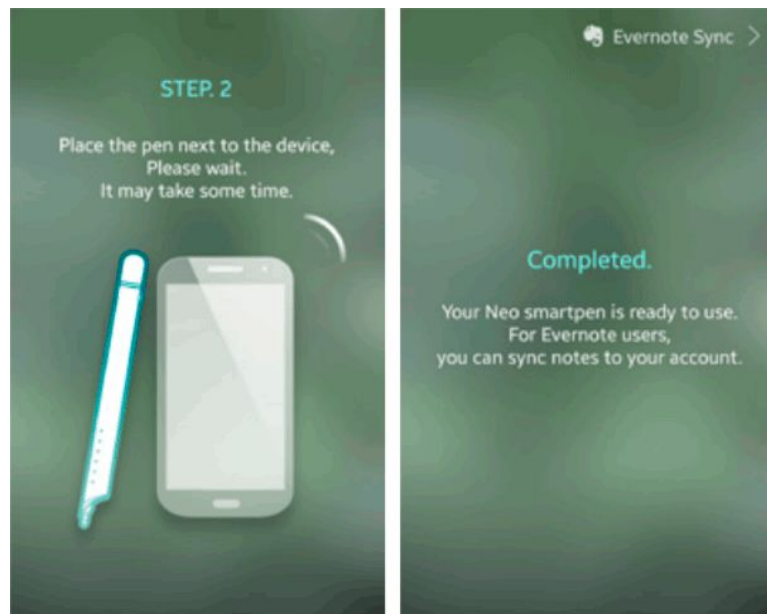 STEP. 2
Place the pen next to the device,
Please wait.
It may take some time.
Evernote Sync
Completed.
Your Neo smartpen is ready to use.
For Evernote users,
you can sync notes to your account.